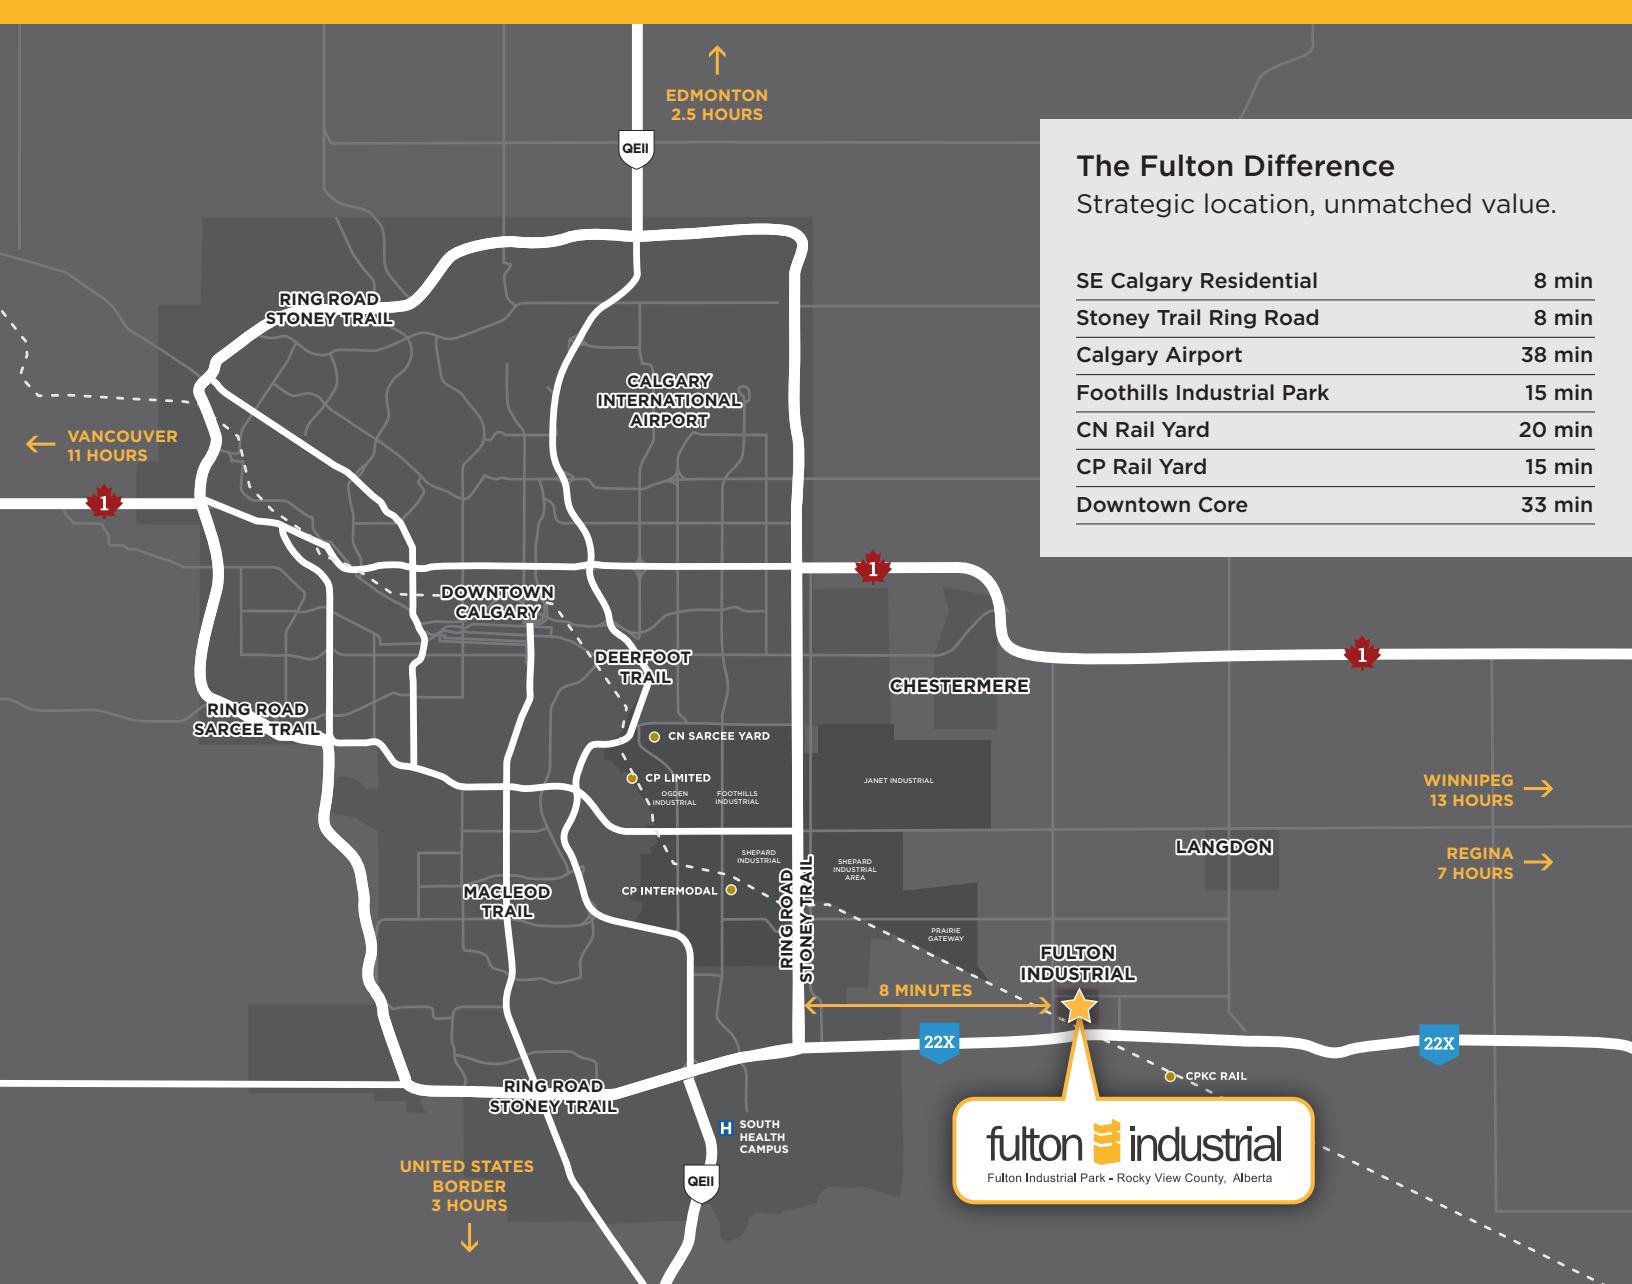 EDMONTON
2.5 HOURS
QEII
The Fulton Difference
Strategic location, unmatched value.
SE Calgary Residential 8 min
Stoney Trail Ring Road 8 min
Calgary Airport 38 min
Foothills Industrial Park 15 min
CN Rail Yard 20 min
CP Rail Yard 15 min
Downtown Core 33 min
RING ROAD
STONEY TRAIL
CALGARY
INTERNATIONAL
AIRPORT
VANCOUVER
11 HOURS
1
1
DOWNTOWN
CALGARY
DEERFOOT
TRAIL
1
CHESTERMERE
RING ROAD
SARCEE TRAIL
CN SARCEE YARD
CP LIMITED
OGDEN
INDUSTRIAL
FOOTHILLS
INDUSTRIAL
JANET INDUSTRIAL
WINNIPEG
13 HOURS
LANGDON
REGINA
7 HOURS
SHEPARD
INDUSTRIAL
SHEPARD
INDUSTRIAL
AREA
CP INTERMODAL
MACLEOD
TRAIL
RING ROAD
STONEY TRAIL
PRAIRIE
GATEWAY
FULTON
INDUSTRIAL
8 MINUTES
22X
22X
CPKC RAIL
RING ROAD
STONEY TRAIL
H
SOUTH
HEALTH
CAMPUS
fulton industrial
Fulton Industrial Park - Rocky View County, Alberta
QEII
UNITED STATES
BORDER
3 HOURS